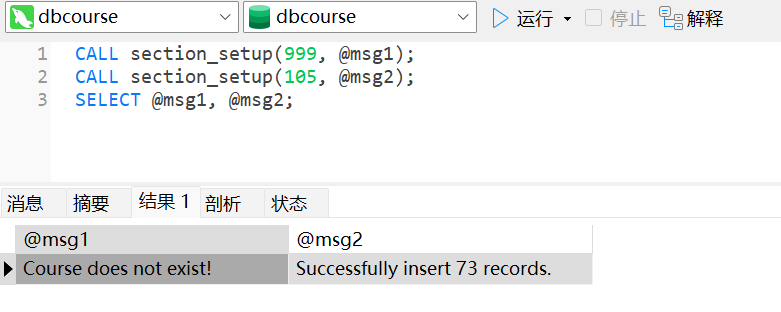 dbcourse dbcourse 运行 停止 解释
1 CALL section_setup(999, @msg1);
2 CALL section_setup(105, @msg2);
3 SELECT @msg1, @msg2;
消息 摘要 结果 1 剖析 状态
@msg1 @msg2
Course does not exist! Successfully insert 73 records.